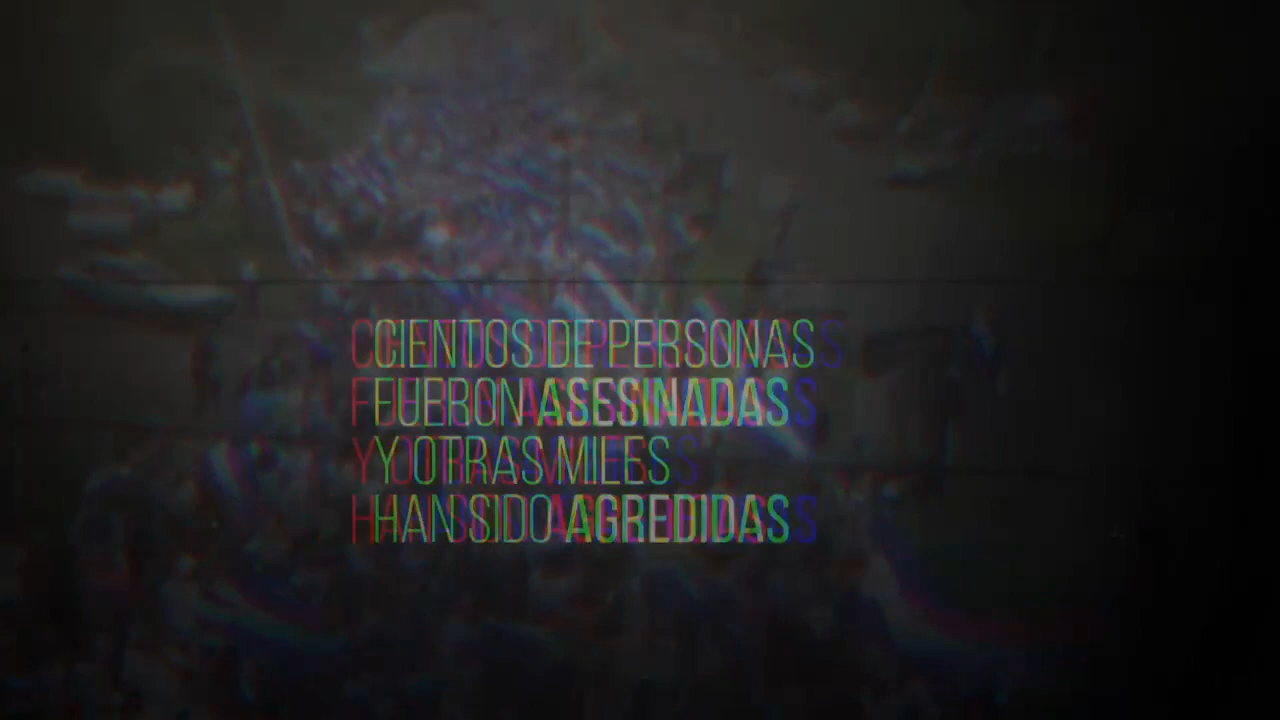 CIENTOS DE PERSONAS
FUERON ASESINADAS
Y OTRAS MILES
HAN SIDO AGREDIDAS